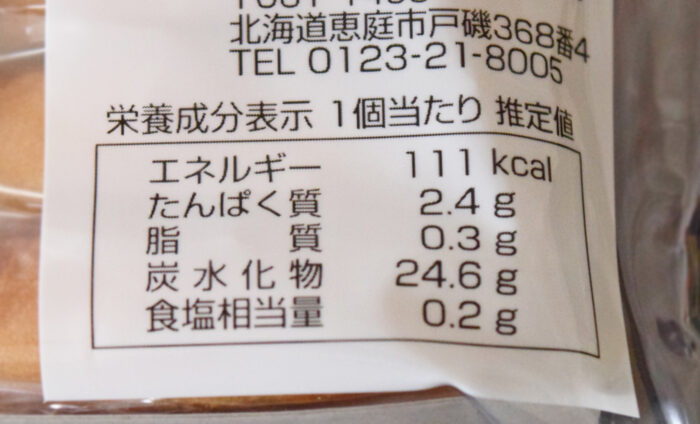 北海道恵庭市戸磯368番4
TEL 0123-21-8005
栄養成分表示 1個当たり 推定値
エネルギー 111 kcal
たんぱく質 2.4 g
脂質 0.3 g
炭水化物 24.6 g
食塩相当量 0.2 g